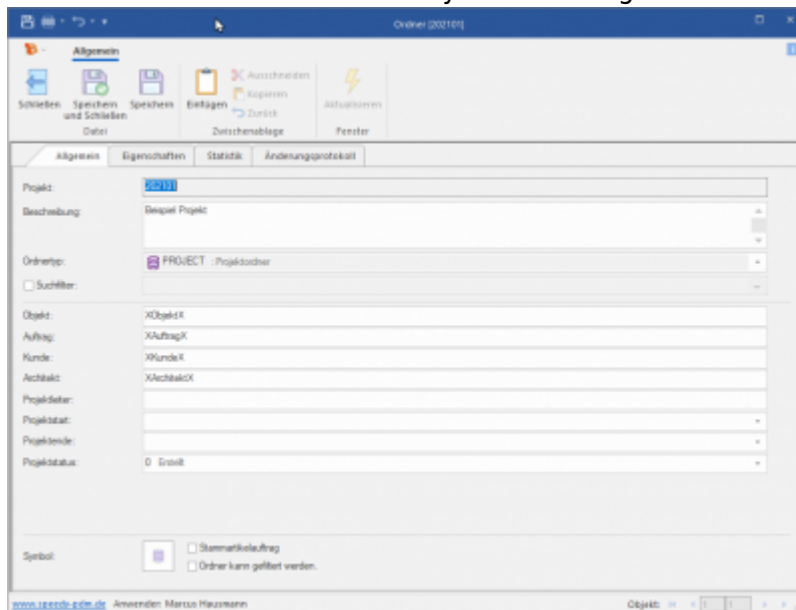 Ordner [202101]
Allgemein
Schließen
Speichern und Schließen
Speichern
Einfügen
Ausschneiden
Kopieren
Zurück
Aktualisieren
Datei
Zwischenablage
Fenster
Allgemein Eigenschaften Statistik Änderungsprotokoll
Projekt: 202101
Beschreibung: Beispiel Projekt
Ordnertyp: PROJECT : Projektordner
Suchfilter:
Objekt: XObjektX
Auftrag: XAuftragX
Kunde: XKundeX
Architekt: XArchitektX
Projektleiter:
Projektstart:
Projektende:
Projektstatus: 0 Erstellt
Stammartikelauftrag
Symbol:
Ordner kann gefiltert werden.
www.speedy-pdm.de Anwender: Marcus Hausmann Objekt: 1 1